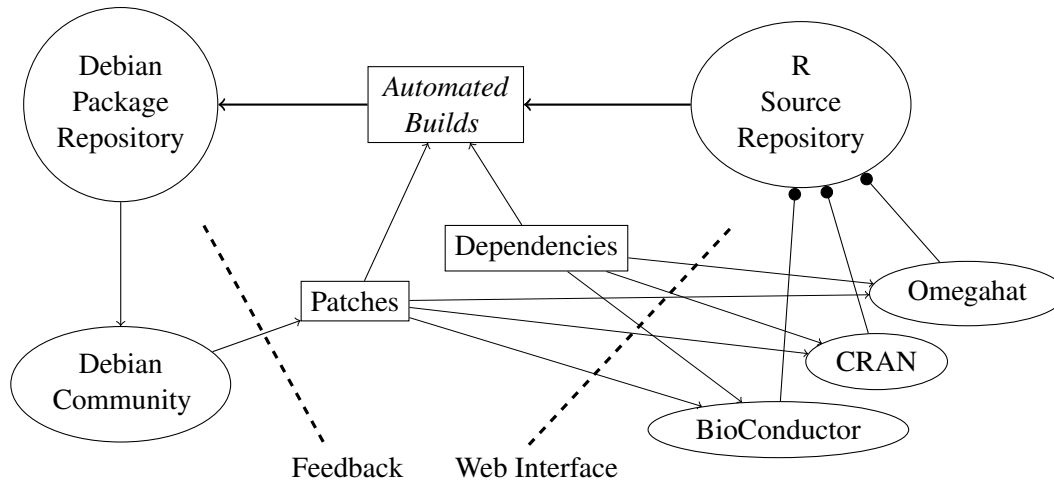 Debian
Package
Repository
Automated
Builds
R
Source
Repository
Dependencies
Patches
Omegahat
CRAN
BioConductor
Debian
Community
Feedback
Web Interface